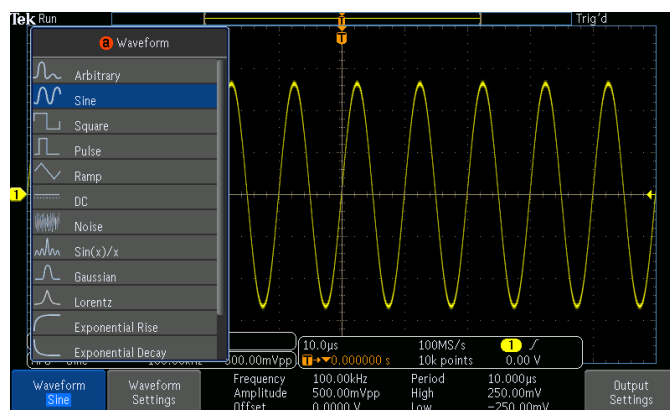 Tek Run Trig'd
T
a Waveform
T
Arbitrary
Sine
Square
Pulse
Ramp
1
DC
Noise
Sin(x)/x
Gaussian
Lorentz
Exponential Rise
10.0µs 100MS/s 1
Exponential Decay
500.00mVpp T→▼0.000000 s 10k points 0.00 V
Waveform Waveform Frequency 100.00kHz Period 10.000µs Output
Sine Settings Amplitude 500.00mVpp High 250.00mV Settings
Offset 0.0000 V Low −250.00mV